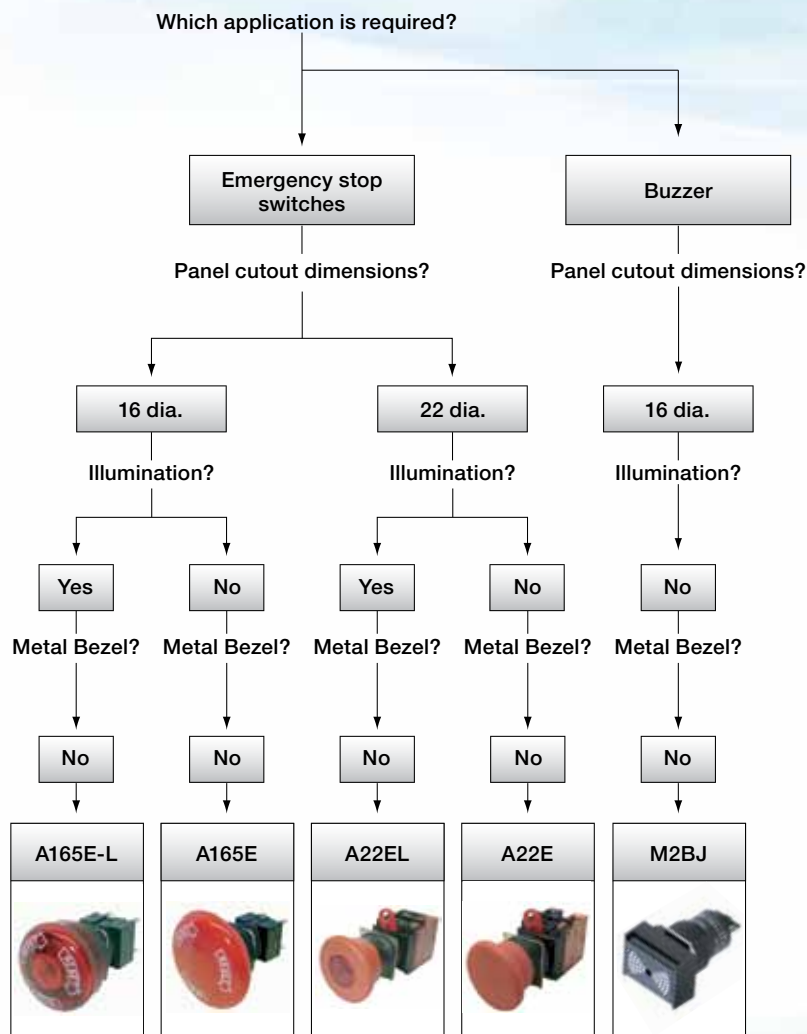 Which application is required?
Emergency stop
switches
Buzzer
Panel cutout dimensions?
Panel cutout dimensions?
16 dia.
22 dia.
16 dia.
Illumination?
Illumination?
Illumination?
Yes
No
Yes
No
No
Metal Bezel?
Metal Bezel?
Metal Bezel?
Metal Bezel?
Metal Bezel?
No
No
No
No
No
A165E-L
A165E
A22EL
A22E
M2BJ